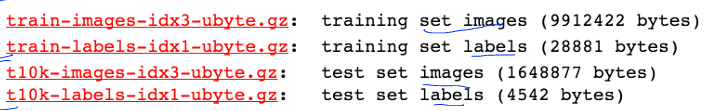 train-images-idx3-ubyte.gz: training set images (9912422 bytes)
train-labels-idx1-ubyte.gz: training set labels (28881 bytes)
t10k-images-idx3-ubyte.gz: test set images (1648877 bytes)
t10k-labels-idx1-ubyte.gz: test set labels (4542 bytes)